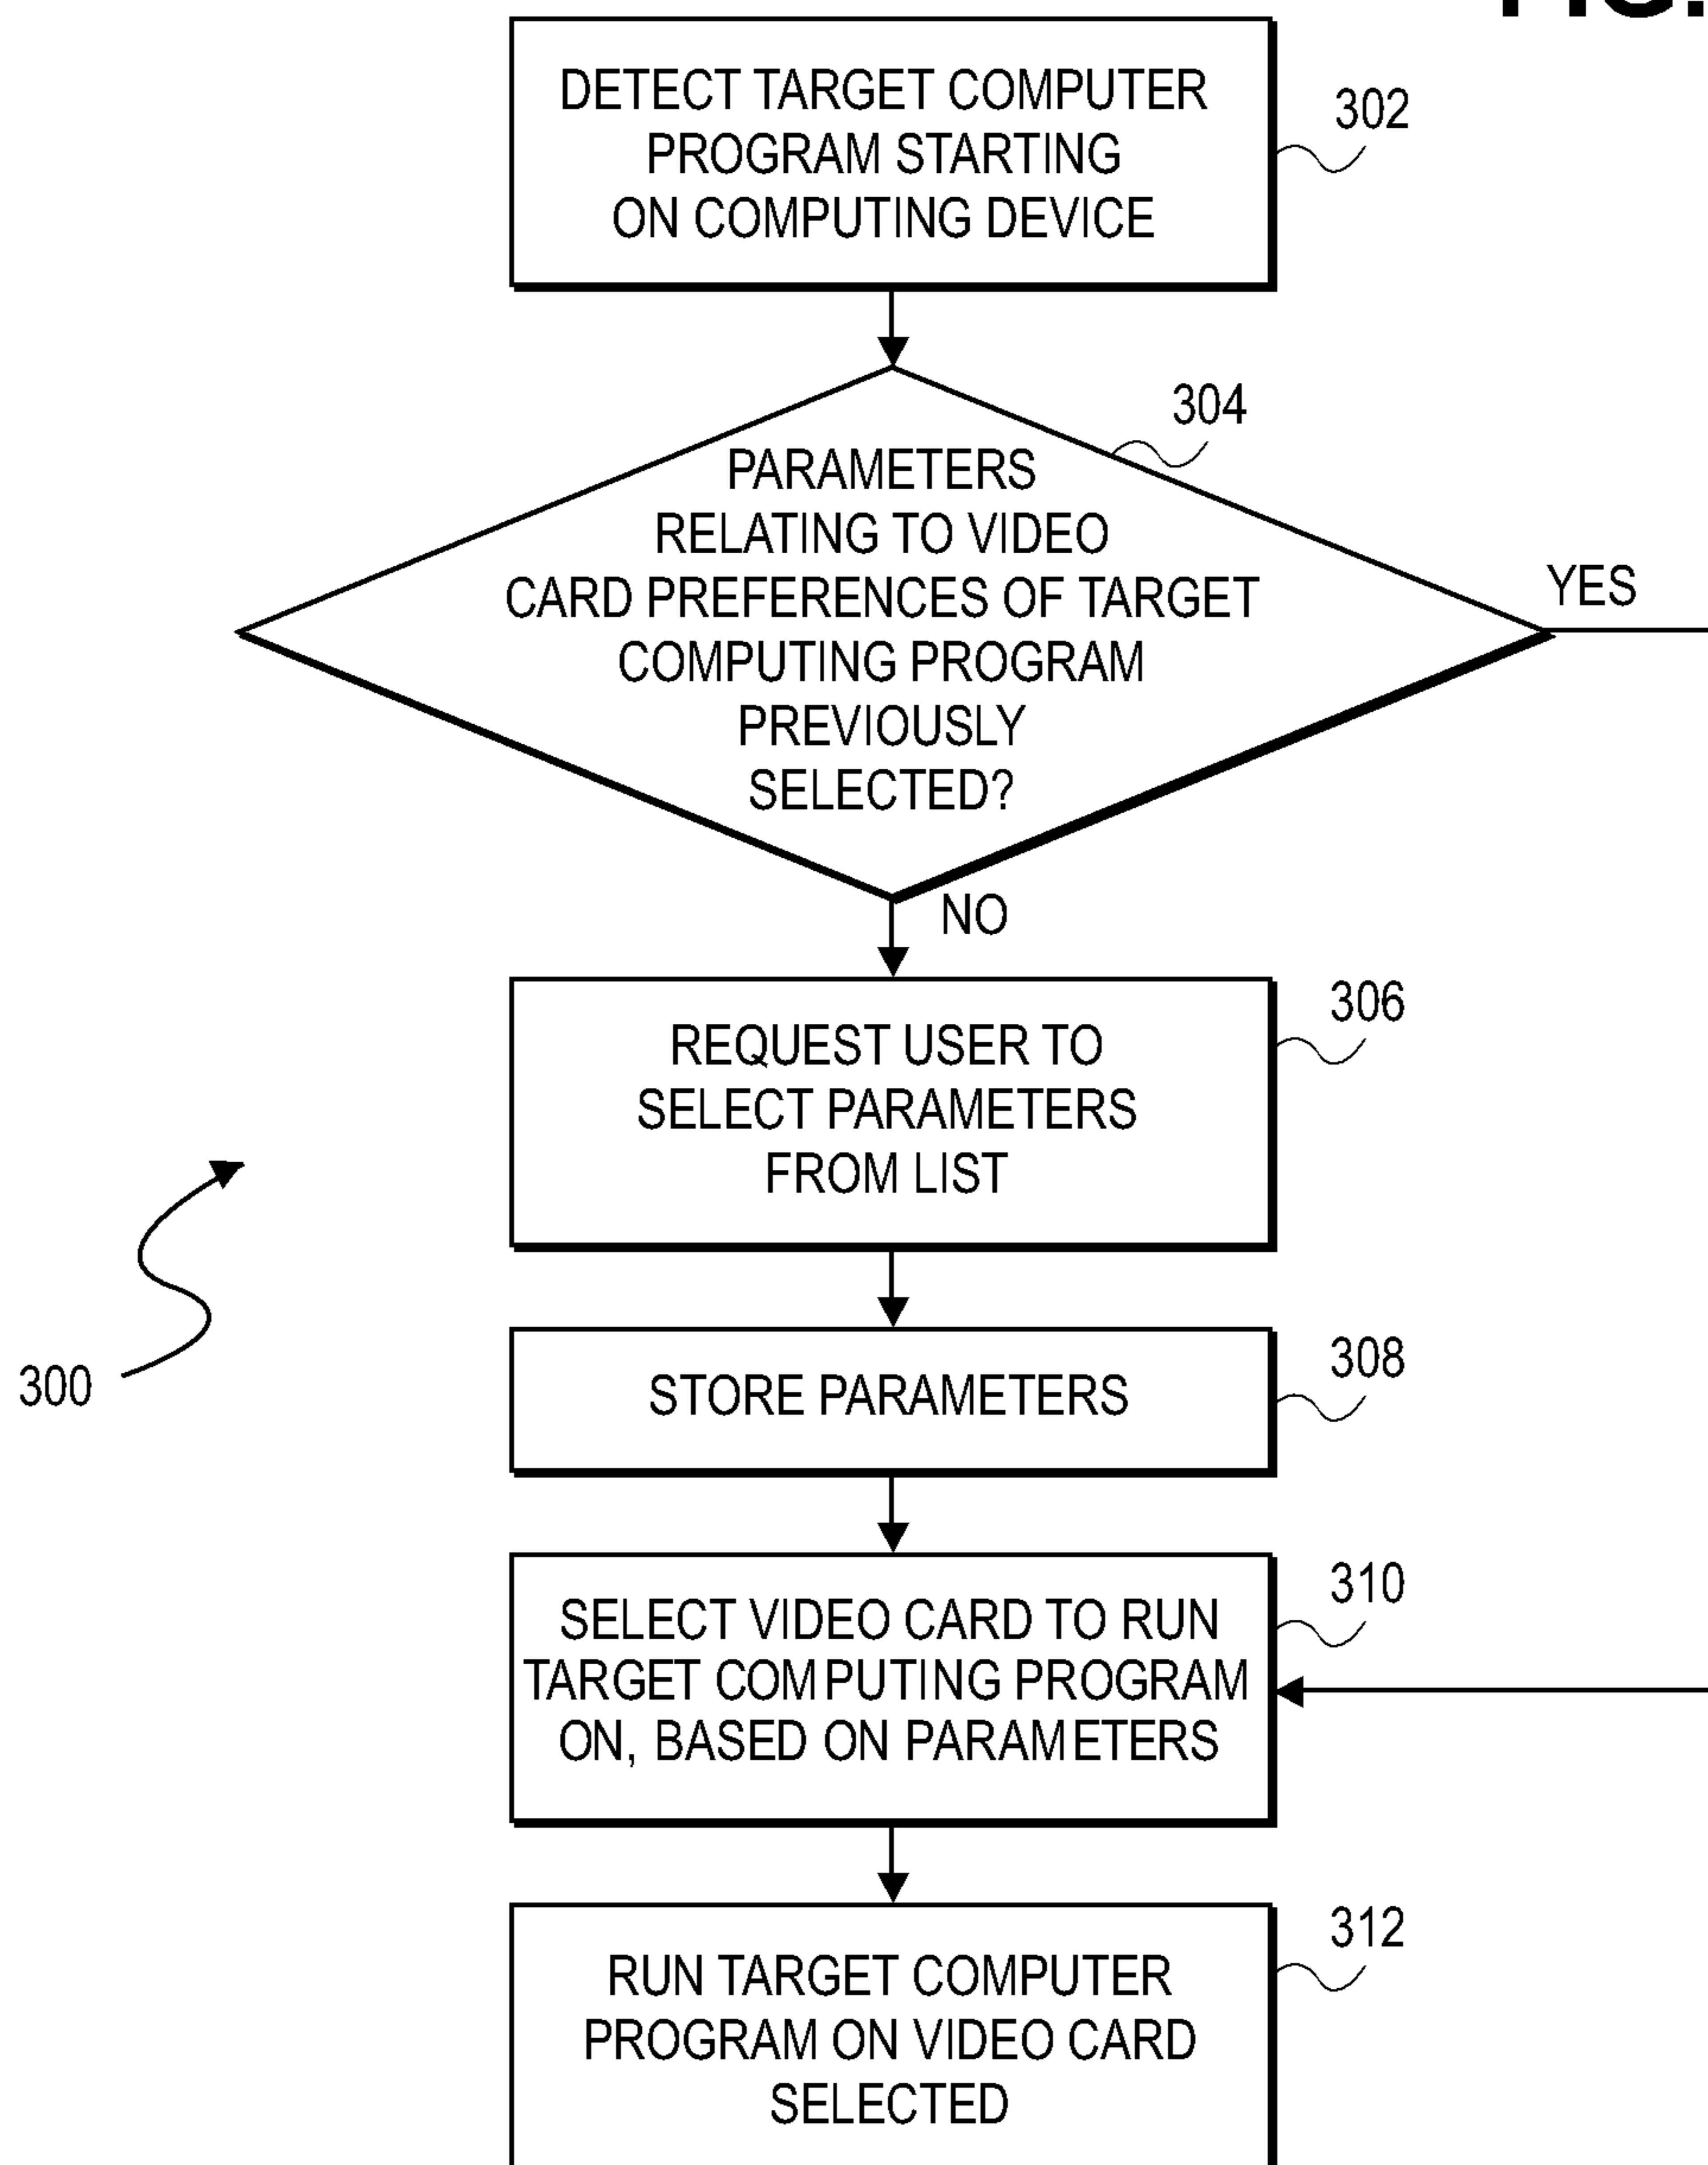 DETECT TARGET COMPUTER
PROGRAM STARTING
ON COMPUTING DEVICE
302
304
PARAMETERS
RELATING TO VIDEO
CARD PREFERENCES OF TARGET
COMPUTING PROGRAM
PREVIOUSLY
SELECTED?
YES
NO
306
REQUEST USER TO
SELECT PARAMETERS
FROM LIST
300
308
STORE PARAMETERS
310
SELECT VIDEO CARD TO RUN
TARGET COMPUTING PROGRAM
ON, BASED ON PARAMETERS
312
RUN TARGET COMPUTER
PROGRAM ON VIDEO CARD
SELECTED